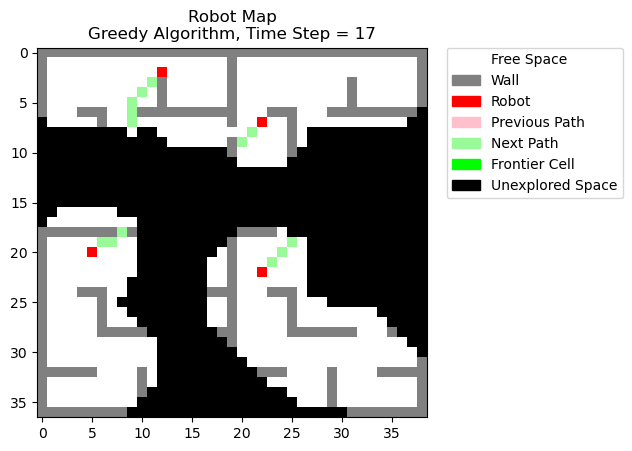 Robot Map
Greedy Algorithm, Time Step = 17
Free Space
Wall
Robot
Previous Path
Next Path
Frontier Cell
Unexplored Space
0
5
10
15
20
25
30
35
0 5 10 15 20 25 30 35